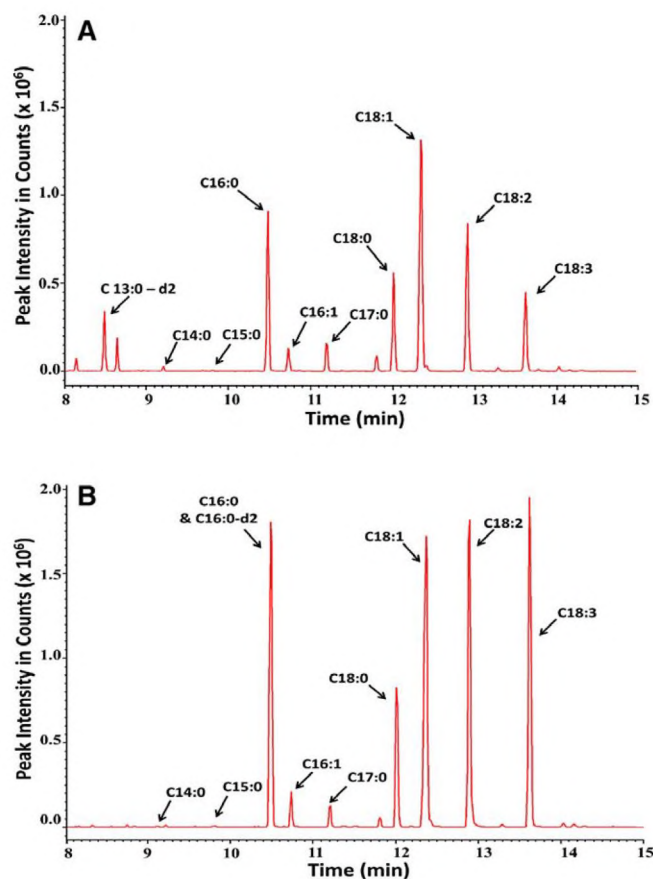 A
Peak Intensity in Counts (x 10⁶)
2.0
1.5
1.0
0.5
0.0
C 13:0 – d2
C14:0
C15:0
C16:0
C16:1
C17:0
C18:0
C18:1
C18:2
C18:3
8 9 10 11 12 13 14 15
Time (min)
B
Peak Intensity in Counts (x 10⁶)
2.0
1.5
1.0
0.5
0.0
C14:0
C15:0
C16:0
& C16:0-d2
C16:1
C17:0
C18:0
C18:1
C18:2
C18:3
8 9 10 11 12 13 14 15
Time (min)